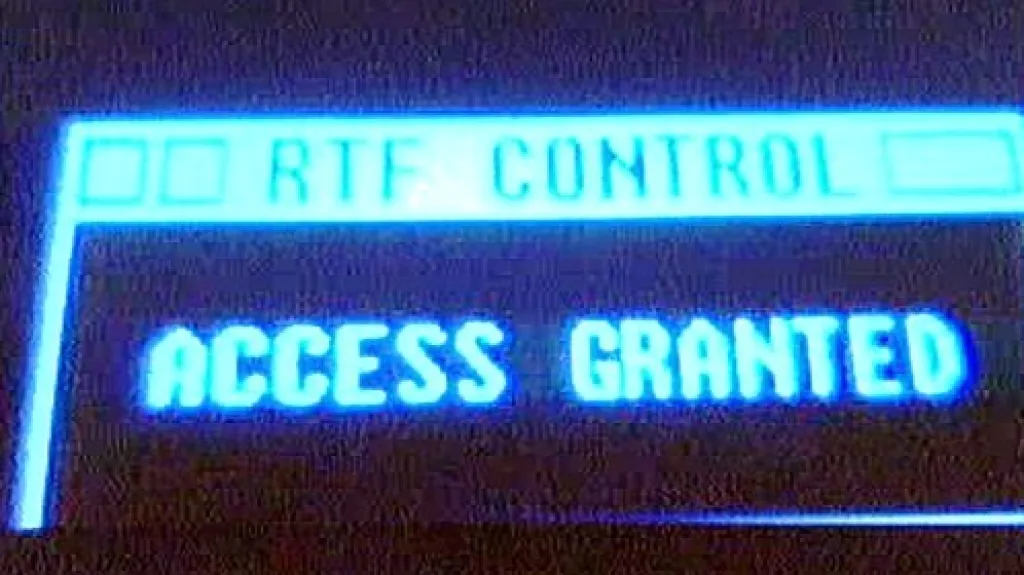 RTF CONTROL
ACCESS GRANTED